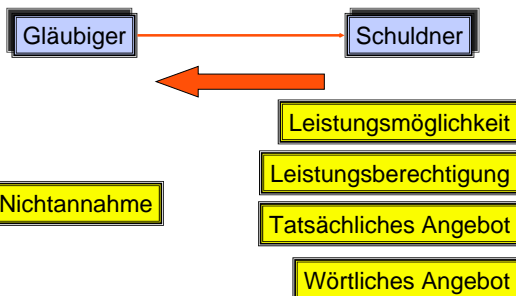 Gläubiger
Schuldner
Leistungsmöglichkeit
Leistungsberechtigung
Nichtannahme
Tatsächliches Angebot
Wörtliches Angebot